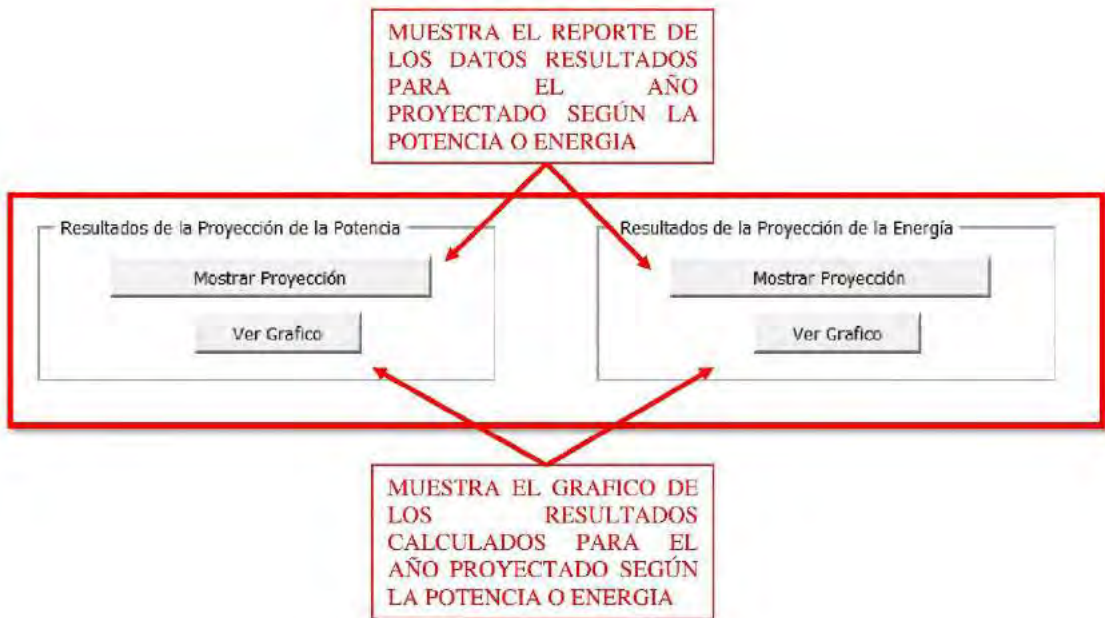 MUESTRA EL REPORTE DE
LOS DATOS RESULTADOS
PARA EL AÑO
PROYECTADO SEGÚN LA
POTENCIA O ENERGIA
Resultados de la Proyección de la Potencia
Resultados de la Proyección de la Energía
Mostrar Proyección
Mostrar Proyección
Ver Grafico
Ver Grafico
MUESTRA EL GRAFICO DE
LOS RESULTADOS
CALCULADOS PARA EL
AÑO PROYECTADO SEGÚN
LA POTENCIA O ENERGIA